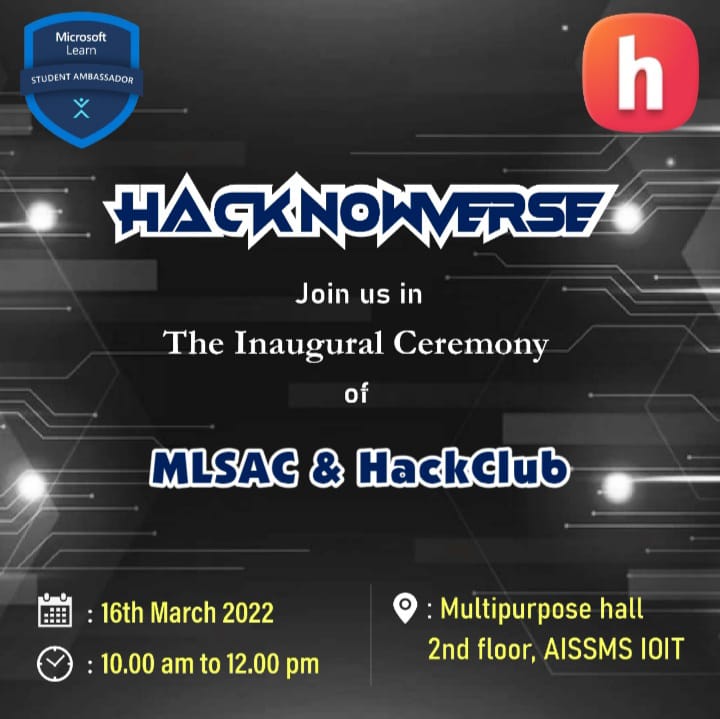 Microsoft
Learn
STUDENT AMBASSADOR
h
HACKNOWVERSE
Join us in
The Inaugural Ceremony
of
MLSAC & HackClub
: 16th March 2022
: 10.00 am to 12.00 pm
: Multipurpose hall
2nd floor, AISSMS IOIT